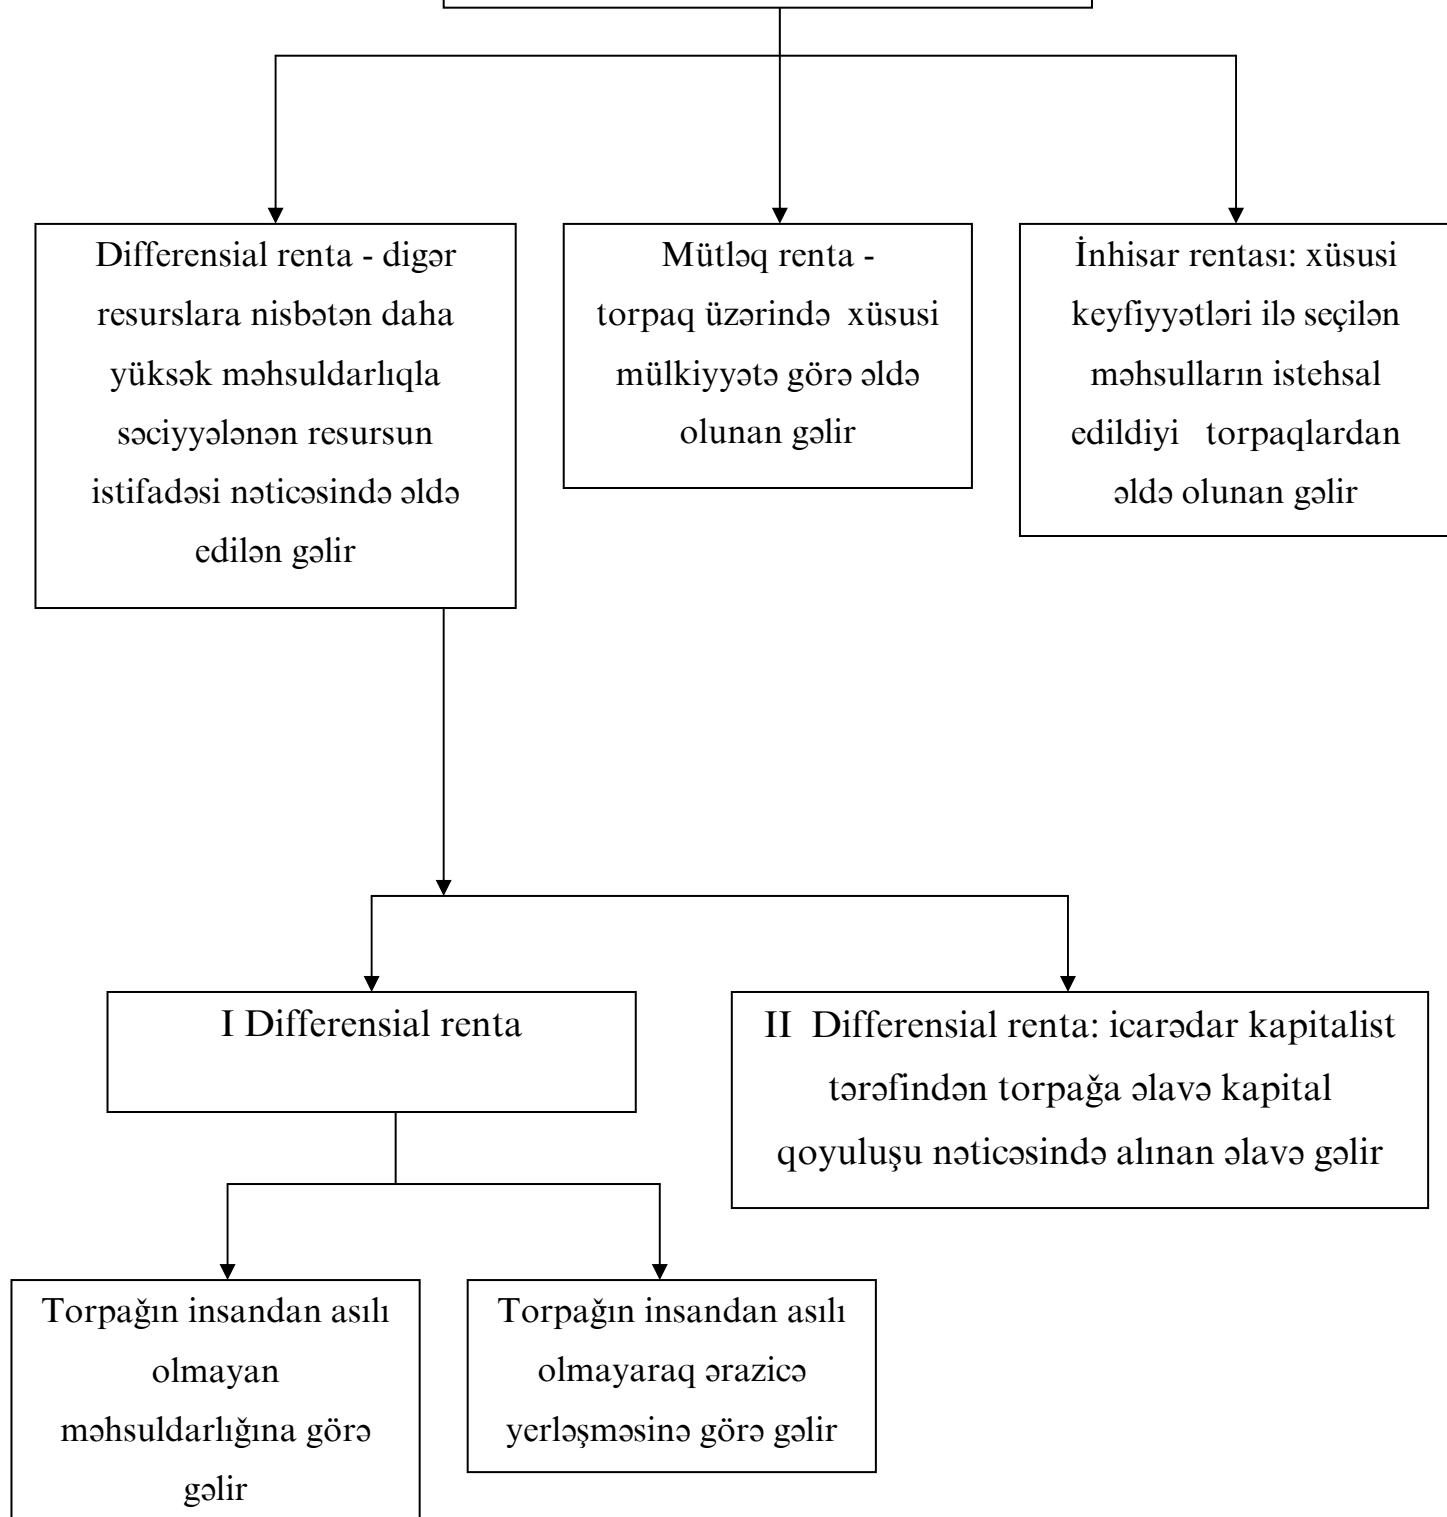 Differensial renta - digər
resurslara nisbətən daha
yüksək məhsuldarlıqla
səciyyələnən resursun
istifadəsi nəticəsində əldə
edilən gəlir
Mütləq renta -
torpaq üzərində xüsusi
mülkiyyətə görə əldə
olunan gəlir
İnhisar rentası: xüsusi
keyfiyyətləri ilə seçilən
məhsulların istehsal
edildiyi torpaqlardan
əldə olunan gəlir
I Differensial renta
II Differensial renta: icarədar kapitalist
tərəfindən torpağa əlavə kapital
qoyuluşu nəticəsində alınan əlavə gəlir
Torpağın insandan asılı
olmayan
məhsuldarlığına görə
gəlir
Torpağın insandan asılı
olmayaraq ərazicə
yerləşməsinə görə gəlir